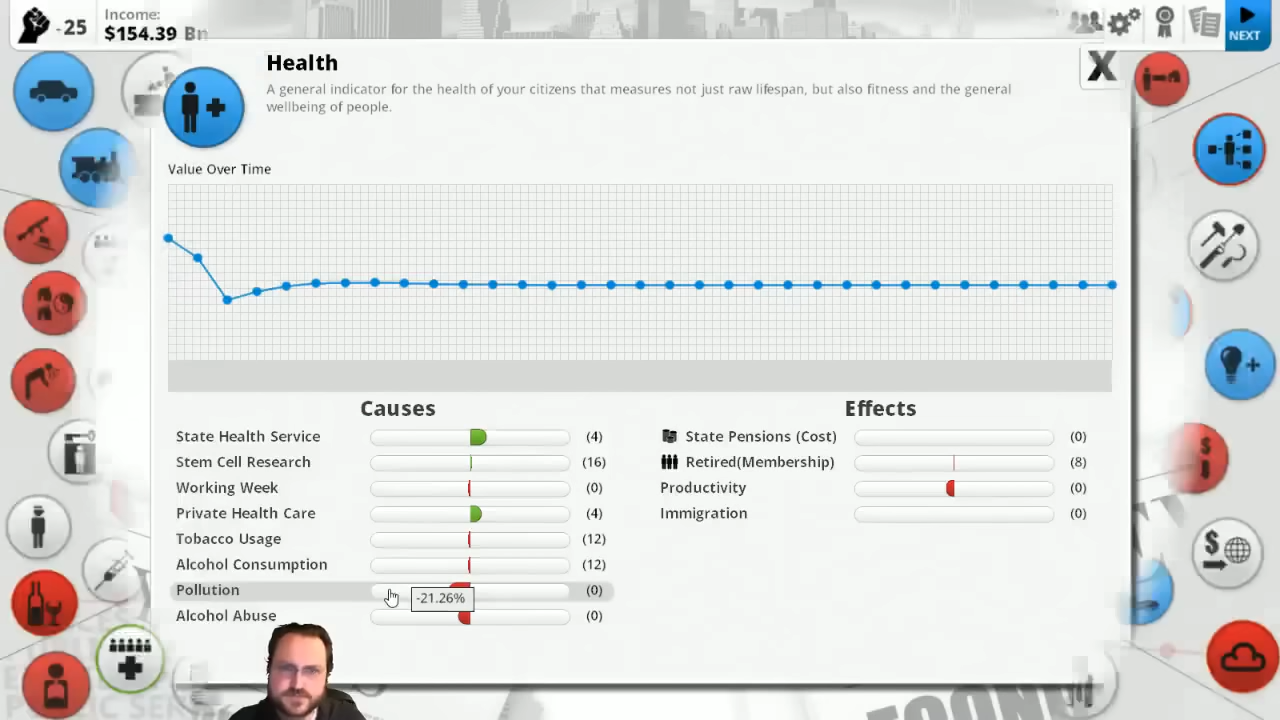 -25
Income:
$154.39 Bn
NEXT
Health
X
A general indicator for the health of your citizens that measures not just raw lifespan, but also fitness and the general
wellbeing of people.
Value Over Time
Causes
Effects
State Health Service (4)
State Pensions (Cost) (0)
Stem Cell Research (16)
Retired(Membership) (8)
Working Week (0)
Productivity (0)
Private Health Care (4)
Immigration (0)
Tobacco Usage (12)
Alcohol Consumption (12)
Pollution (0)
-21.26%
Alcohol Abuse (0)